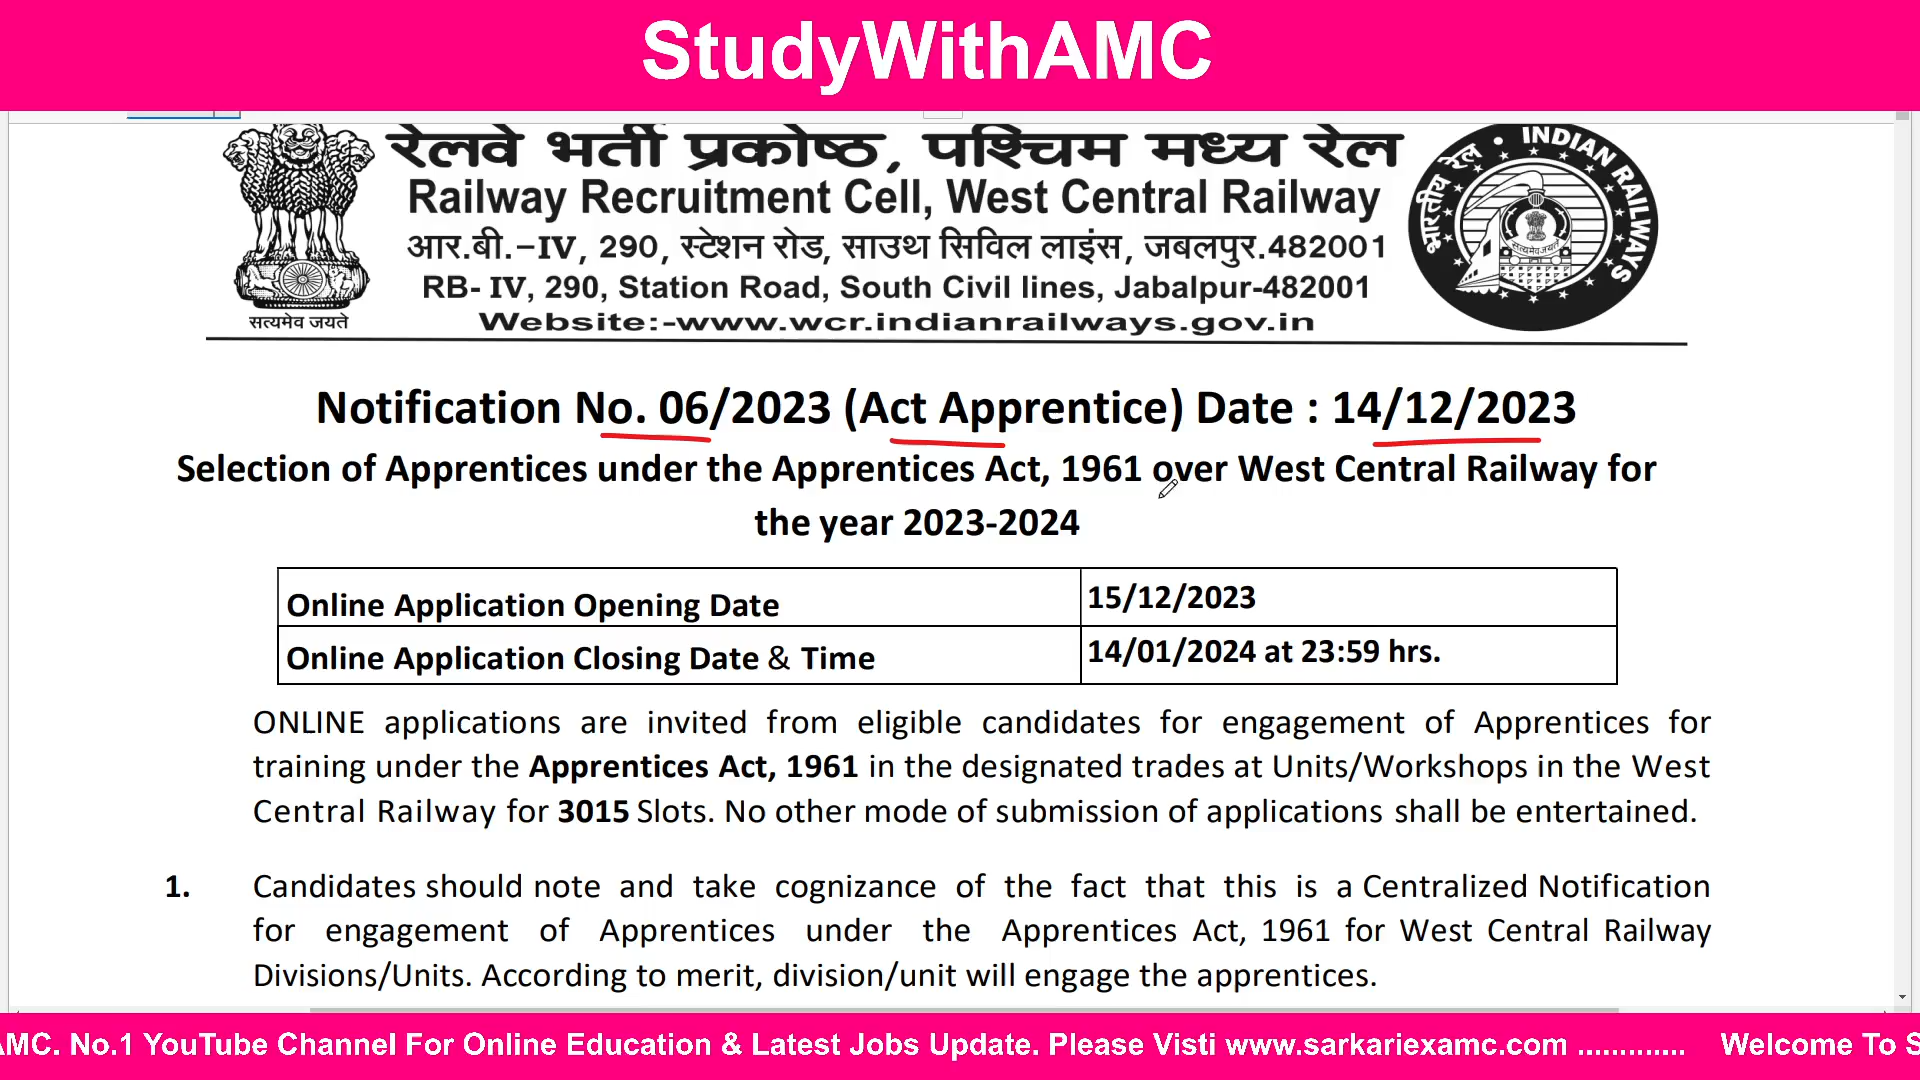 StudyWithAMC
रेलवे भर्ती प्रकोष्ठ, पश्चिम मध्य रेल
Railway Recruitment Cell, West Central Railway
आर.बी.–IV, 290, स्टेशन रोड, साउथ सिविल लाइंस, जबलपुर.482001
RB- IV, 290, Station Road, South Civil lines, Jabalpur-482001
Website:-www.wcr.indianrailways.gov.in
सत्यमेव जयते
भारतीय रेल • INDIAN RAILWAYS
सत्यमेव जयते
Notification No. 06/2023 (Act Apprentice) Date : 14/12/2023
Selection of Apprentices under the Apprentices Act, 1961 over West Central Railway for
the year 2023-2024
Online Application Opening Date 15/12/2023
Online Application Closing Date & Time 14/01/2024 at 23:59 hrs.
ONLINE applications are invited from eligible candidates for engagement of Apprentices for
training under the Apprentices Act, 1961 in the designated trades at Units/Workshops in the West
Central Railway for 3015 Slots. No other mode of submission of applications shall be entertained.
1. Candidates should note and take cognizance of the fact that this is a Centralized Notification
for engagement of Apprentices under the Apprentices Act, 1961 for West Central Railway
Divisions/Units. According to merit, division/unit will engage the apprentices.
AMC. No.1 YouTube Channel For Online Education & Latest Jobs Update. Please Visti www.sarkariexamc.com ............. Welcome To S